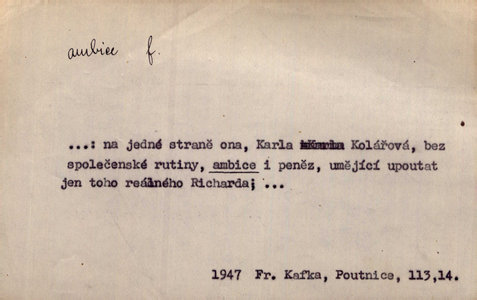 ambice f.
...: na jedné straně ona, Karla Kolářová, bez
společenské rutiny, ambice i peněz, umějící upoutat
jen toho reálného Richarda; ...
1947 Fr. Kafka, Poutnice, 113,14.